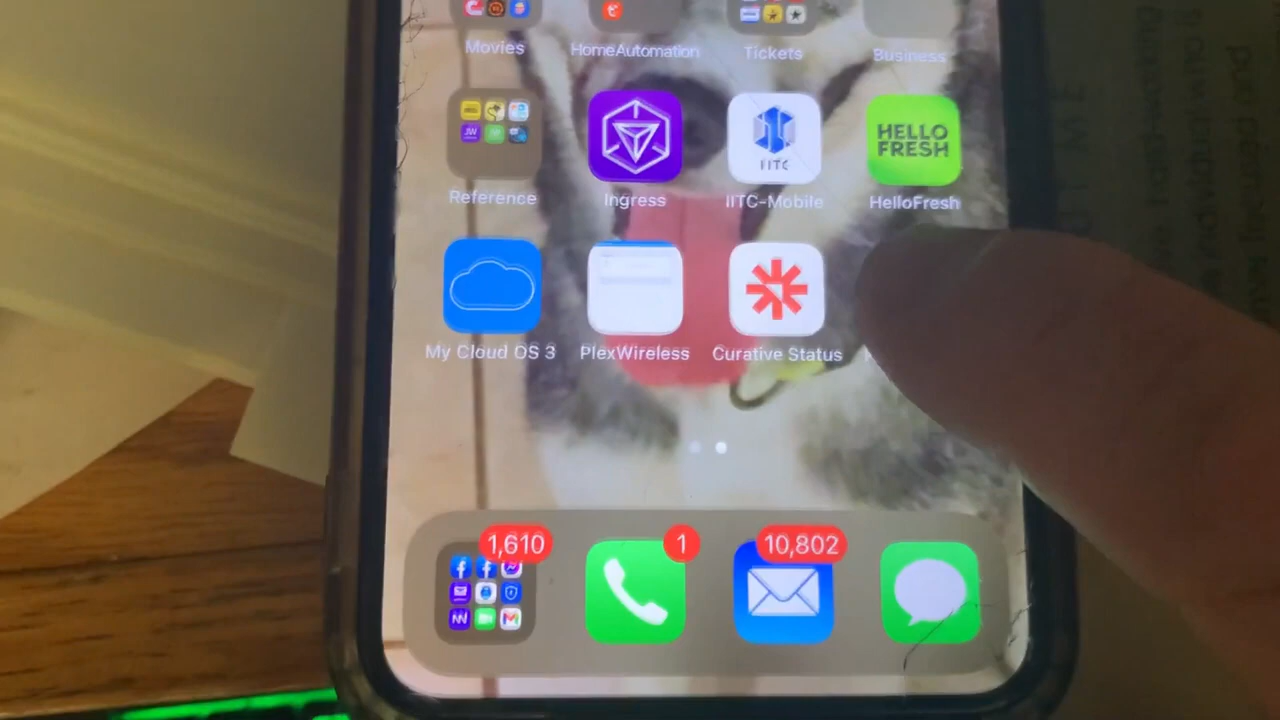 Movies HomeAutomation Tickets Business
IITC
HELLO
FRESH
Reference Ingress IITC-Mobile HelloFresh
My Cloud OS 3 PlexWireless Curative Status
1,610 1 10,802